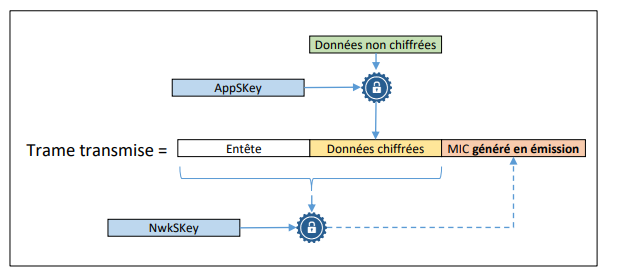 Données non chiffrées
AppSKey
Trame transmise =
Entête
Données chiffrées
MIC généré en émission
NwkSKey